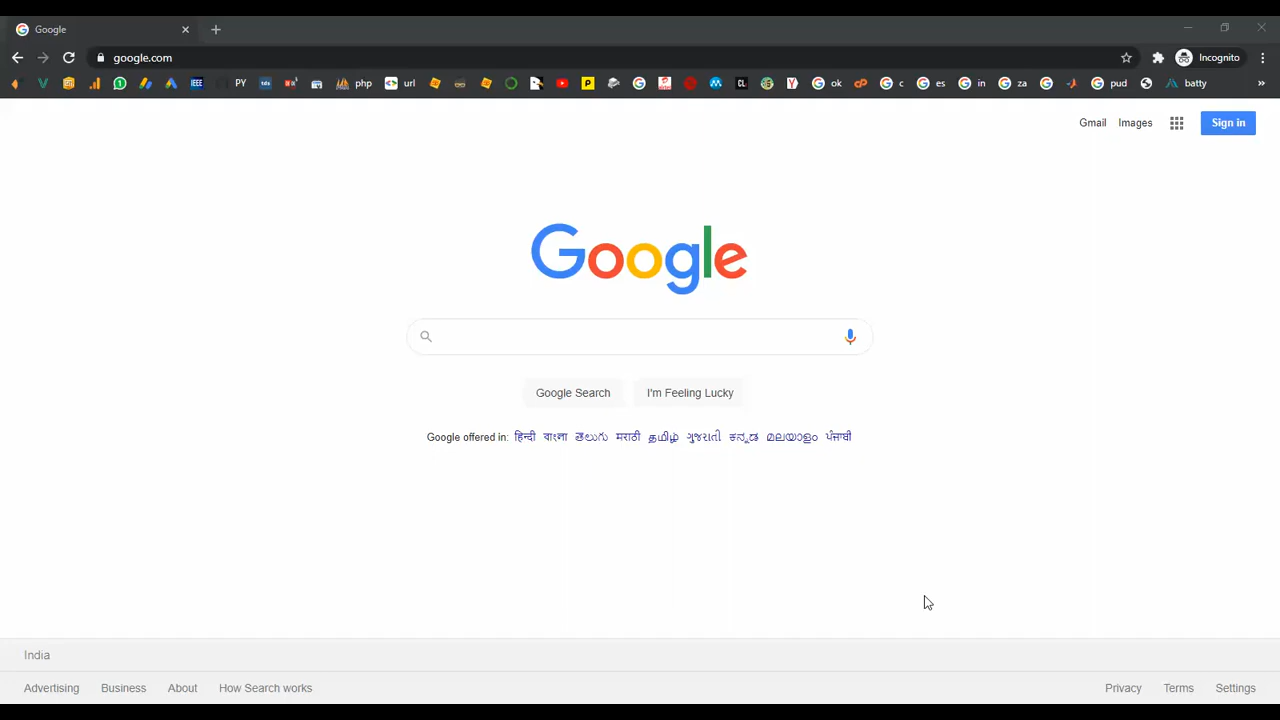 Google
google.com
Incognito
PY php url ok c es in za pud batty
Gmail Images Sign in
Google
Google Search I'm Feeling Lucky
Google offered in: हिन्दी বাংলা తెలుగు मराठी தமிழ் ગુજરાતી ಕನ್ನಡ മലയാളം ਪੰਜਾਬੀ
India
Advertising Business About How Search works Privacy Terms Settings